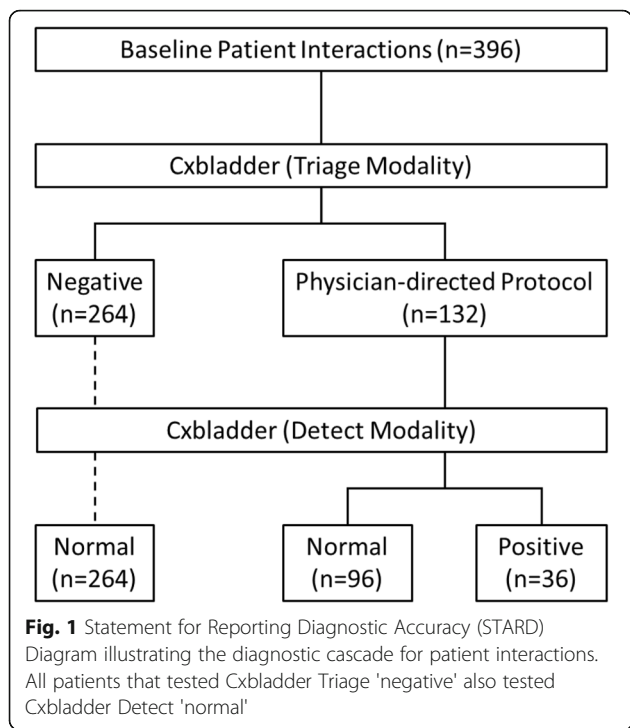 Baseline Patient Interactions (n=396)
Cxbladder (Triage Modality)
Negative
(n=264)
Physician-directed Protocol
(n=132)
Cxbladder (Detect Modality)
Normal
(n=264)
Normal
(n=96)
Positive
(n=36)
Fig. 1 Statement for Reporting Diagnostic Accuracy (STARD)
Diagram illustrating the diagnostic cascade for patient interactions.
All patients that tested Cxbladder Triage 'negative' also tested
Cxbladder Detect 'normal'